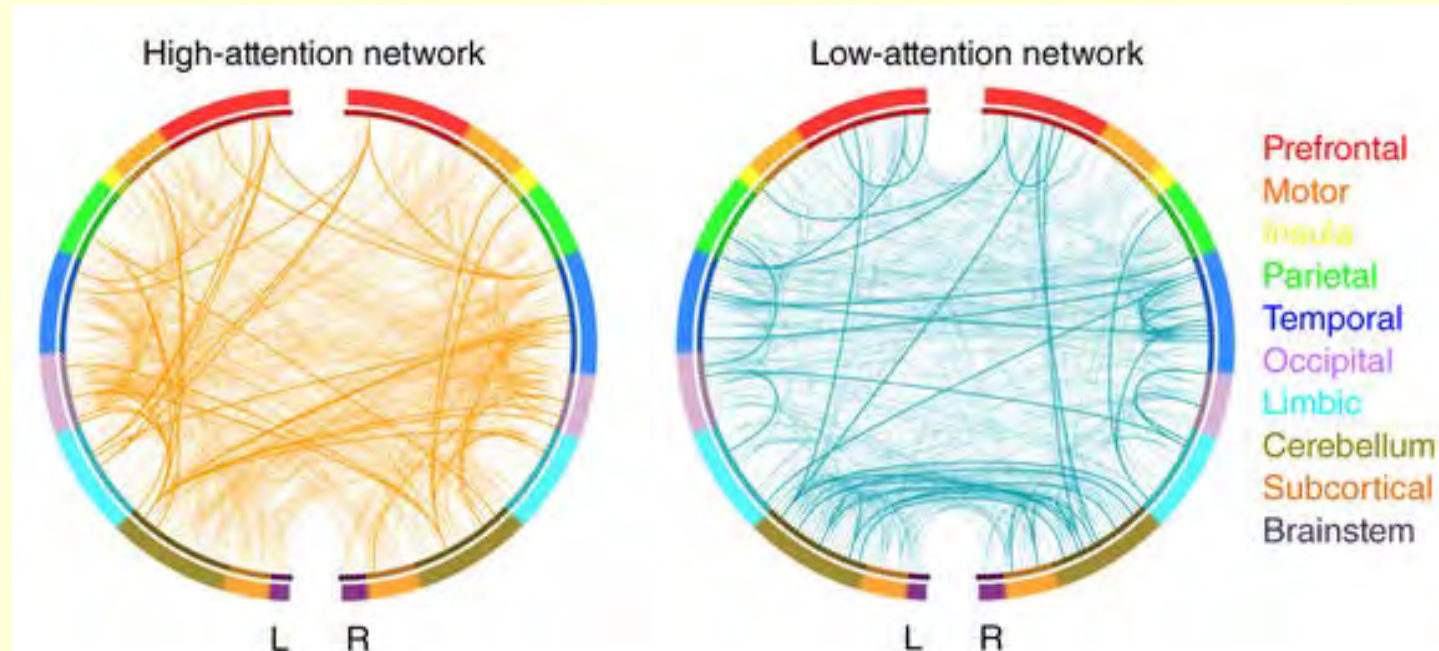 High-attention network
Low-attention network
Prefrontal
Motor
Insula
Parietal
Temporal
Occipital
Limbic
Cerebellum
Subcortical
Brainstem
L R
L R